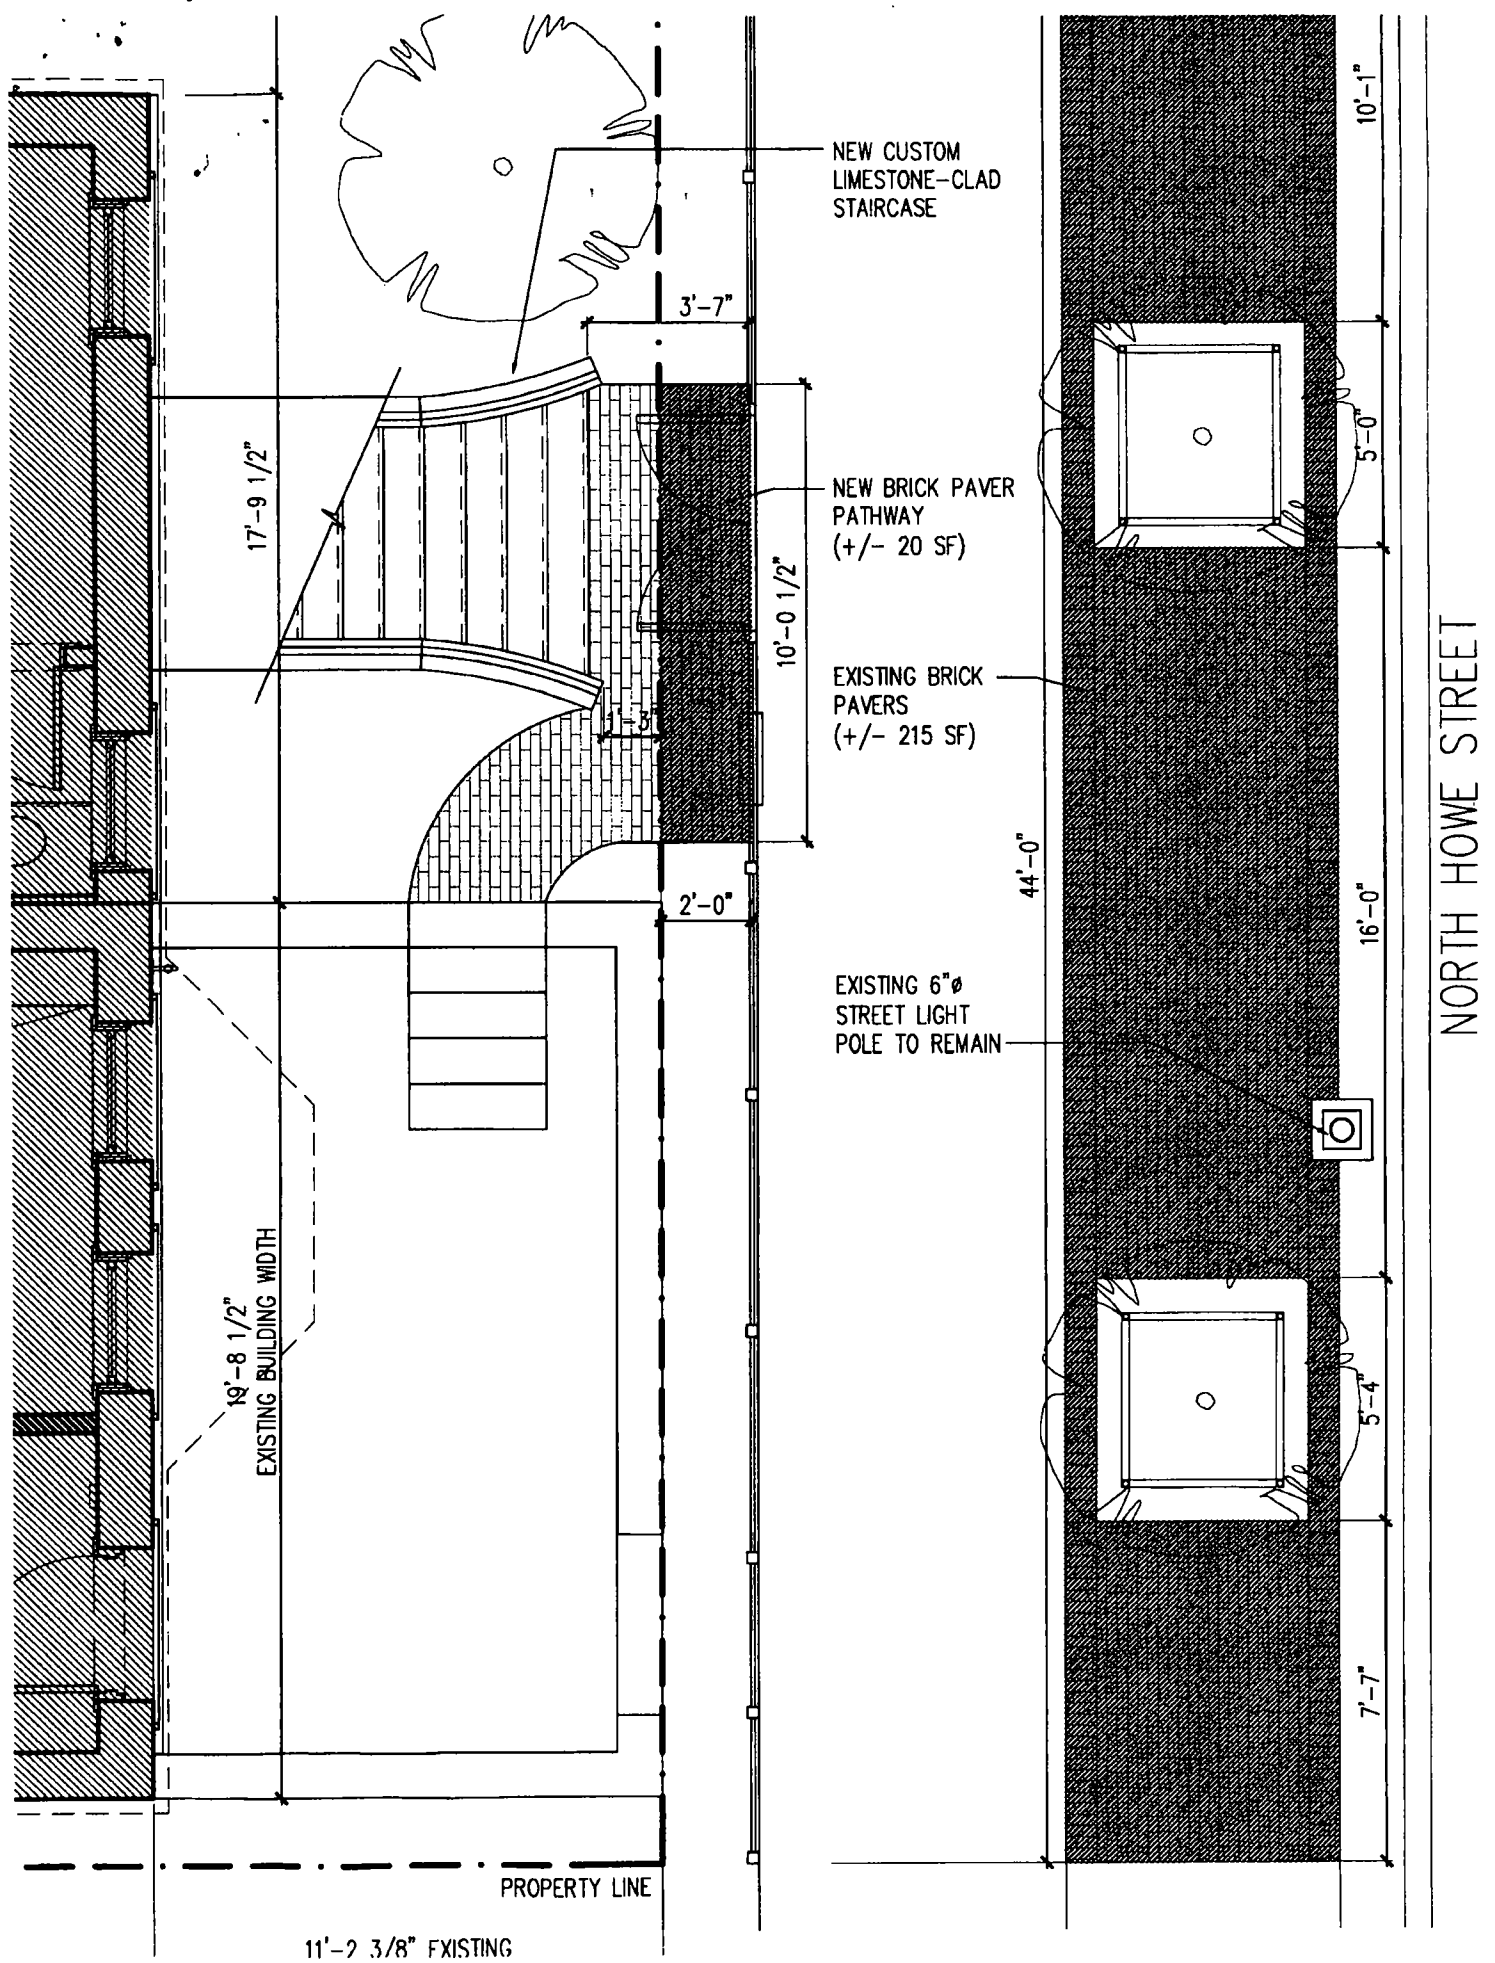 10'-1"
NEW CUSTOM
LIMESTONE-CLAD
STAIRCASE
3'-7"
5'-0"
17'-9 1/2"
NEW BRICK PAVER
PATHWAY
(+/- 20 SF)
10'-0 1/2"
EXISTING BRICK
PAVERS
(+/- 215 SF)
1'-3"
NORTH HOWE STREET
44'-0"
2'-0"
16'-0"
EXISTING 6"ø
STREET LIGHT
POLE TO REMAIN
19'-8 1/2"
EXISTING BUILDING WIDTH
5'-4"
7'-7"
PROPERTY LINE
11'-2 3/8" EXISTING